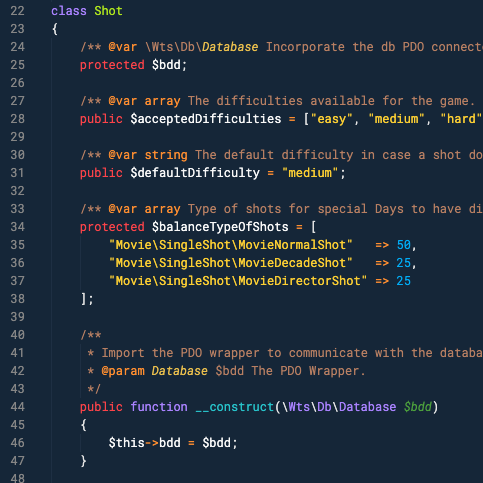 22 class Shot
23 {
24 /** @var \Wts\Db\Database Incorporate the db PDO connect
25 protected $bdd;
26
27 /** @var array The difficulties available for the game.
28 public $acceptedDifficulties = ["easy", "medium", "hard"
29
30 /** @var string The default difficulty in case a shot do
31 public $defaultDifficulty = "medium";
32
33 /** @var array Type of shots for special Days to have di
34 protected $balanceTypeOfShots = [
35 "Movie\SingleShot\MovieNormalShot" => 50,
36 "Movie\SingleShot\MovieDecadeShot" => 25,
37 "Movie\SingleShot\MovieDirectorShot" => 25
38 ];
39
40 /**
41 * Import the PDO wrapper to communicate with the databa
42 * @param Database $bdd The PDO Wrapper.
43 */
44 public function __construct(\Wts\Db\Database $bdd)
45 {
46 $this->bdd = $bdd;
47 }
48